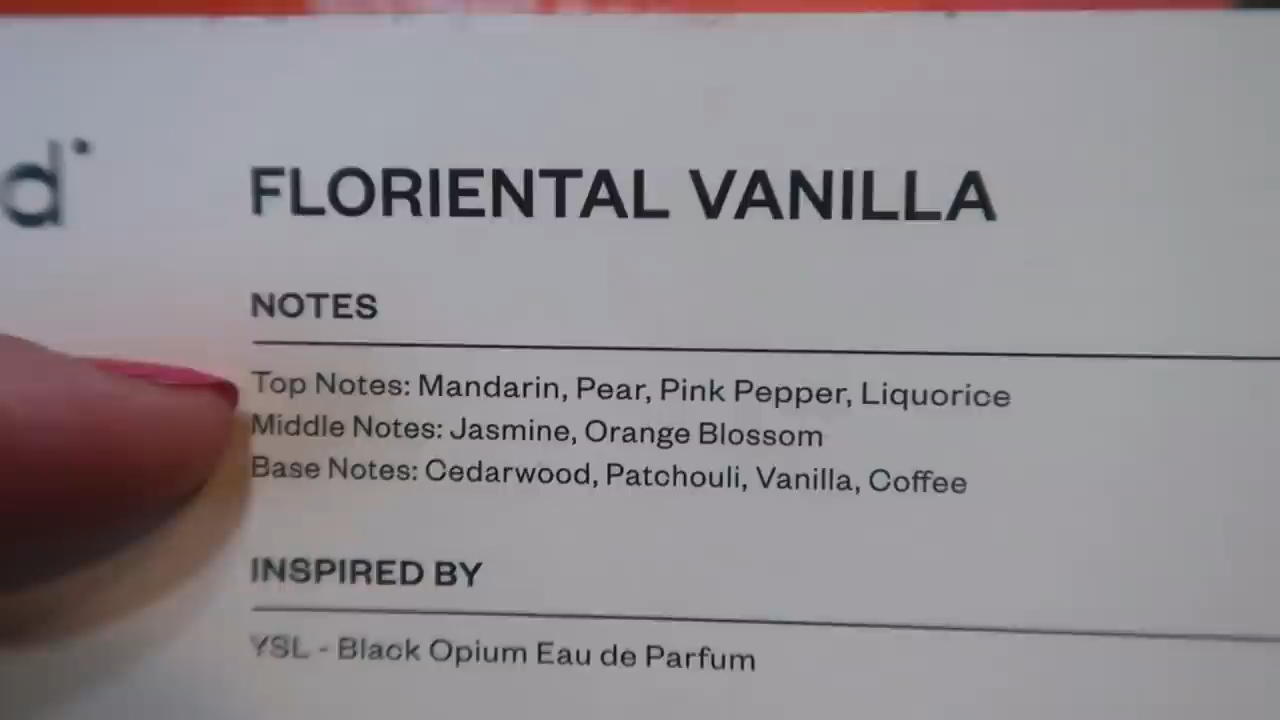 d
FLORIENTAL VANILLA
NOTES
Top Notes: Mandarin, Pear, Pink Pepper, Liquorice
Middle Notes: Jasmine, Orange Blossom
Base Notes: Cedarwood, Patchouli, Vanilla, Coffee
INSPIRED BY
YSL - Black Opium Eau de Parfum